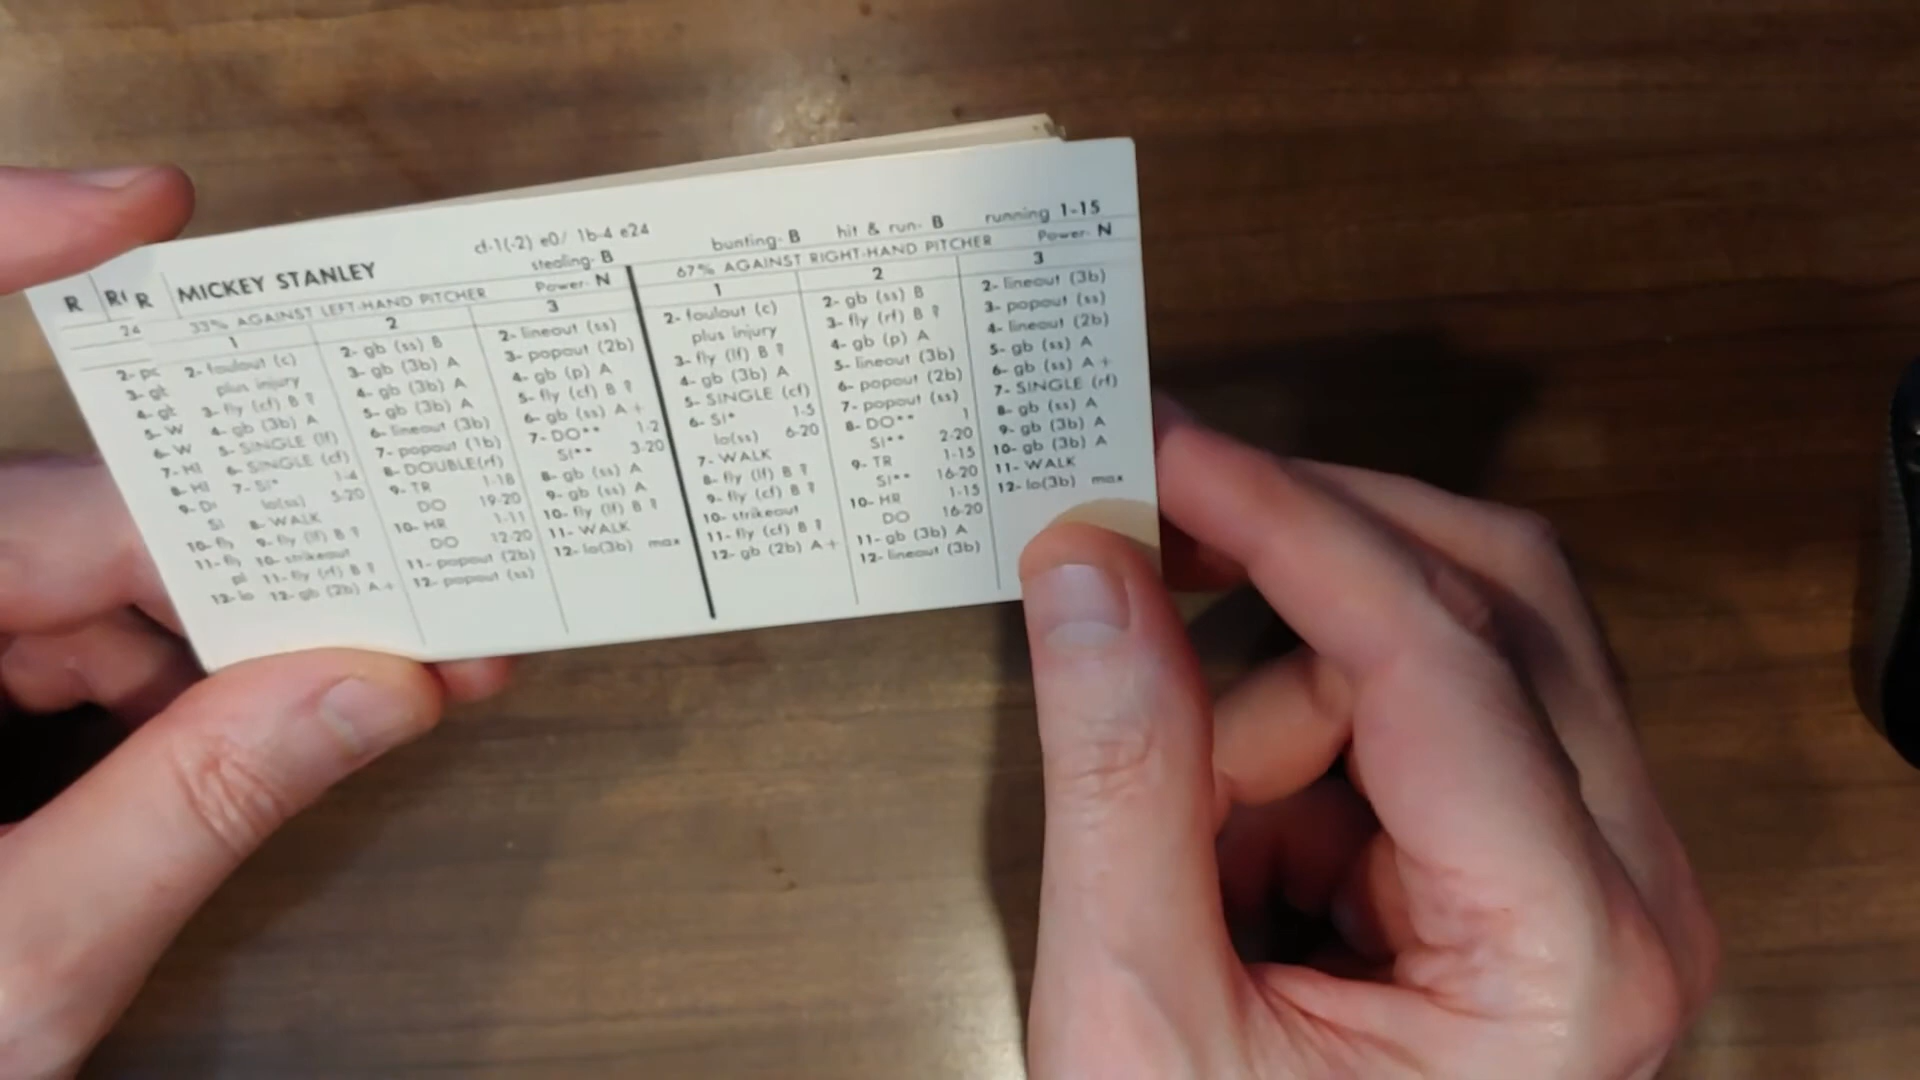 R
R
R
MICKEY STANLEY
cf-1(-2) e0/ 1b-4 e24
stealing- B
bunting- B
hit & run- B
running 1-15
24
33% AGAINST LEFT-HAND PITCHER
Power- N
1
2
3
2- foulout (c)
plus injury
3- fly (cf) B ?
4- gb (3b) A
5- SINGLE (lf)
6- SINGLE (cf)
7- SI* 1-4
lo(ss) 5-20
8- WALK
9- fly (lf) B ?
10- strikeout
11- fly (rf) B ?
12- gb (2b) A+
2- gb (ss) B
3- gb (3b) A
4- gb (3b) A
5- gb (3b) A
6- lineout (3b)
7- popout (1b)
8- DOUBLE(rf)
9- TR 1-18
DO 19-20
10- HR 1-11
DO 12-20
11- popout (2b)
12- popout (ss)
2- lineout (ss)
3- popout (2b)
4- gb (p) A
5- fly (cf) B ?
6- gb (ss) A +
7- DO** 1-2
SI** 3-20
8- gb (ss) A
9- gb (ss) A
10- fly (lf) B ?
11- WALK
12- lo(3b) max
67% AGAINST RIGHT-HAND PITCHER
Power- N
1
2
3
2- foulout (c)
plus injury
3- fly (lf) B ?
4- gb (3b) A
5- SINGLE (cf)
6- SI* 1-5
lo(ss) 6-20
7- WALK
8- fly (lf) B ?
9- fly (cf) B ?
10- strikeout
11- fly (cf) B ?
12- gb (2b) A+
2- gb (ss) B
3- fly (rf) B ?
4- gb (p) A
5- lineout (3b)
6- popout (2b)
7- popout (ss)
8- DO** 1
SI** 2-20
9- TR 1-15
SI** 16-20
10- HR 1-15
DO 16-20
11- gb (3b) A
12- lineout (3b)
2- lineout (3b)
3- popout (ss)
4- lineout (2b)
5- gb (ss) A
6- gb (ss) A +
7- SINGLE (rf)
8- gb (ss) A
9- gb (3b) A
10- gb (3b) A
11- WALK
12- lo(3b) max